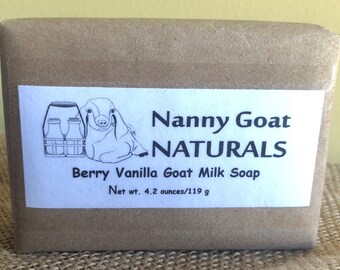 Nanny Goat
NATURALS
Berry Vanilla Goat Milk Soap
Net wt. 4.2 ounces/119 g